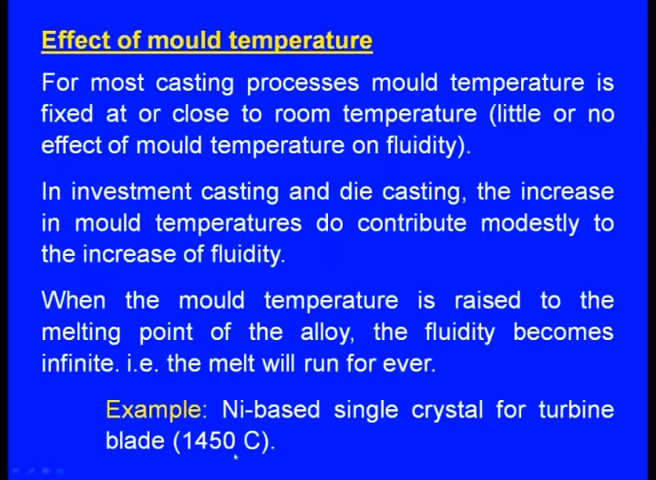 Effect of mould temperature
For most casting processes mould temperature is
fixed at or close to room temperature (little or no
effect of mould temperature on fluidity).
In investment casting and die casting, the increase
in mould temperatures do contribute modestly to
the increase of fluidity.
When the mould temperature is raised to the
melting point of the alloy, the fluidity becomes
infinite. i.e. the melt will run for ever.
Example: Ni-based single crystal for turbine
blade (1450 C).